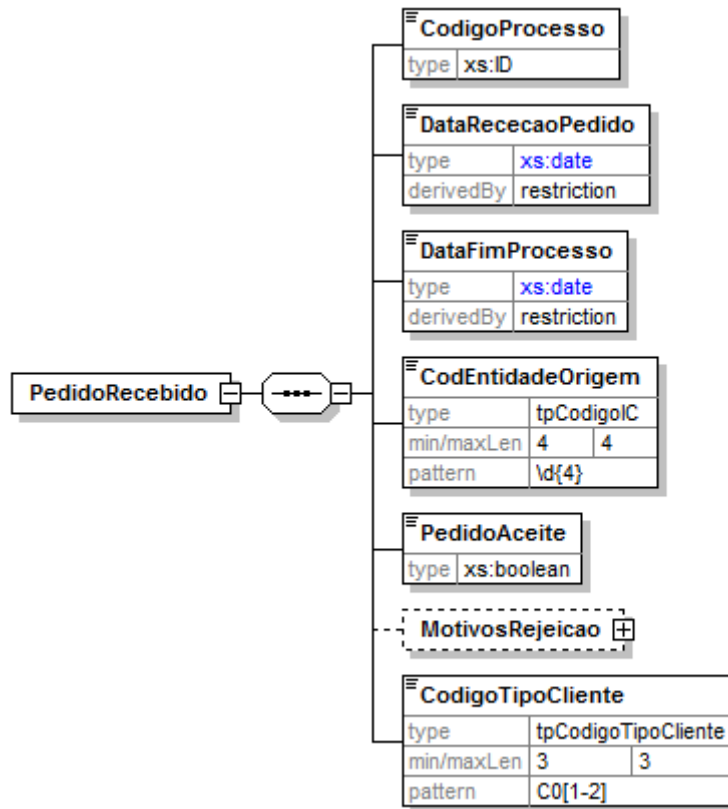 CodigoProcesso
type xs:ID
DataRececaoPedido
type xs:date
derivedBy restriction
DataFimProcesso
type xs:date
derivedBy restriction
PedidoRecebido
CodEntidadeOrigem
type tpCodigoIC
min/maxLen 4 4
pattern \d{4}
PedidoAceite
type xs:boolean
MotivosRejeicao
CodigoTipoCliente
type tpCodigoTipoCliente
min/maxLen 3 3
pattern C0[1-2]